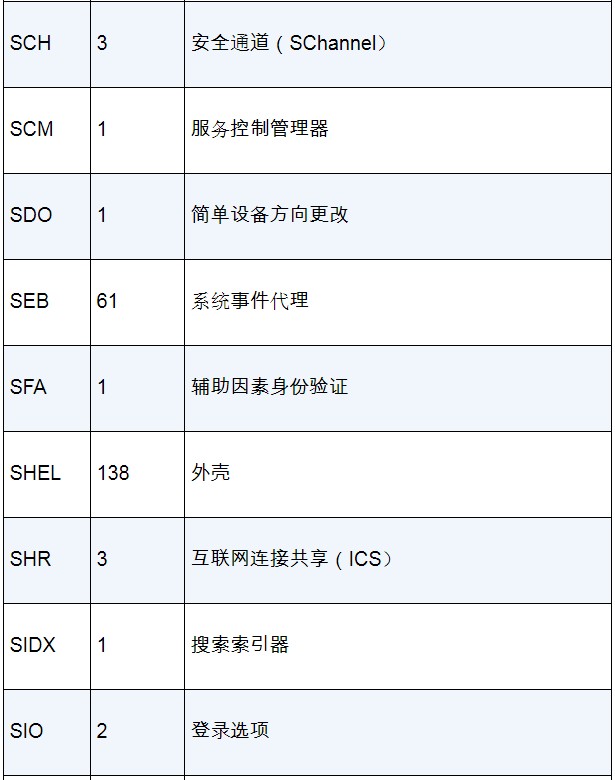 SCH 3 安全通道（SChannel）
SCM 1 服务控制管理器
SDO 1 简单设备方向更改
SEB 61 系统事件代理
SFA 1 辅助因素身份验证
SHEL 138 外壳
SHR 3 互联网连接共享（ICS）
SIDX 1 搜索索引器
SIO 2 登录选项